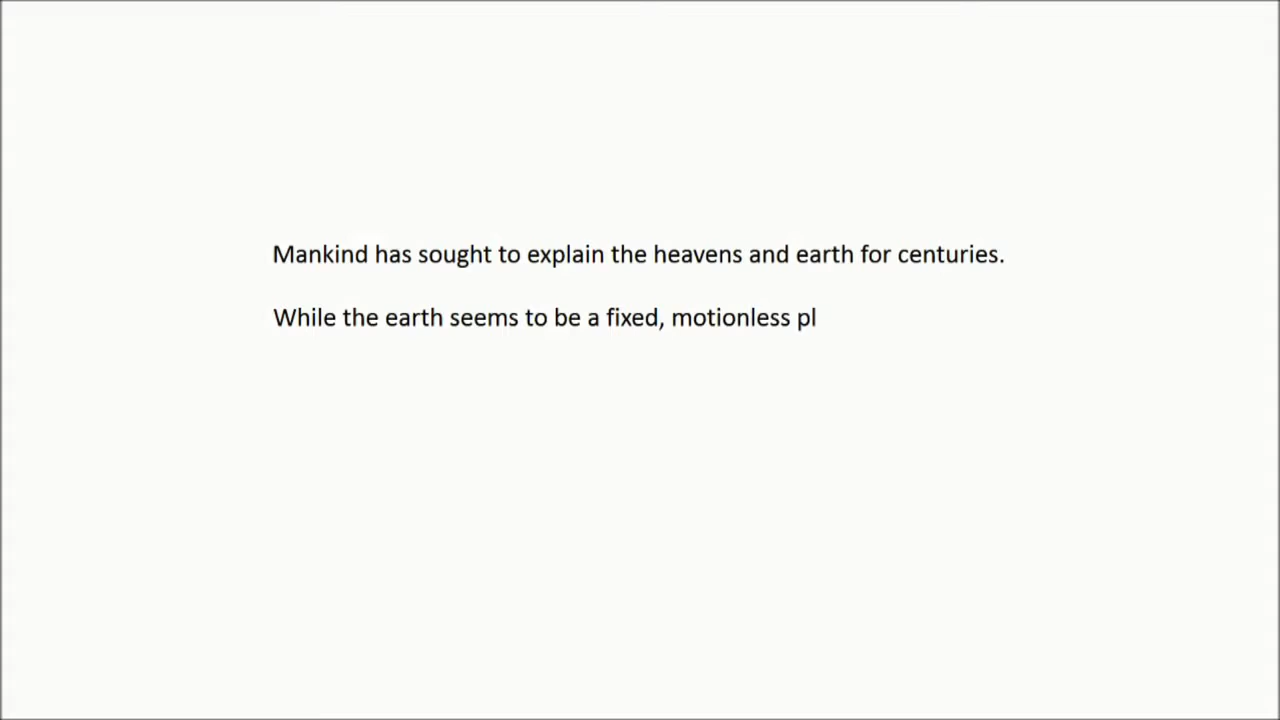 Mankind has sought to explain the heavens and earth for centuries.
While the earth seems to be a fixed, motionless pl